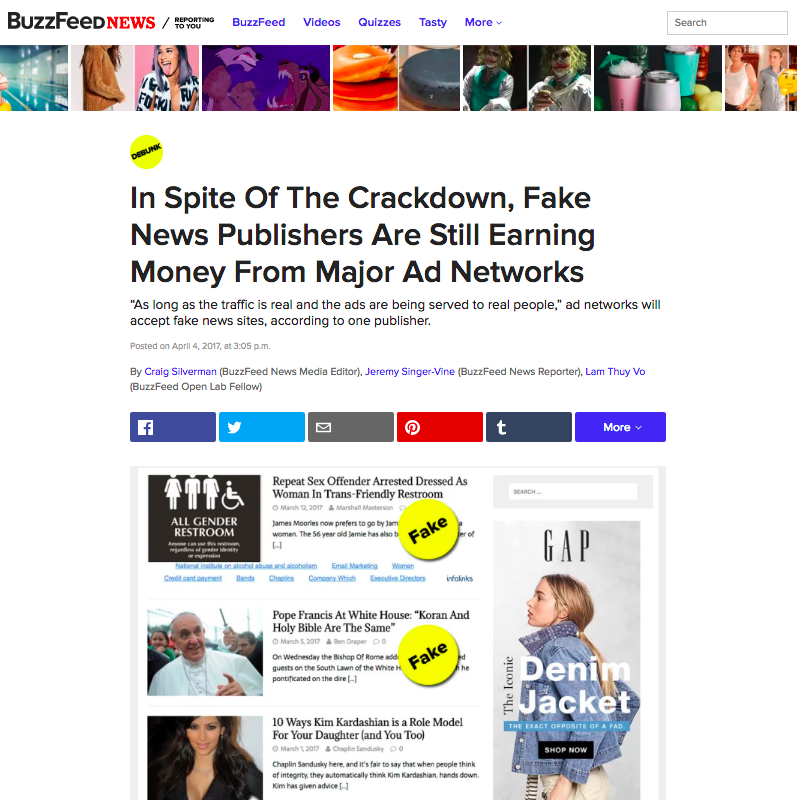 BuzzFeed NEWS / REPORTING TO YOU
BuzzFeed Videos Quizzes Tasty More
Search
DEBUNK
In Spite Of The Crackdown, Fake
News Publishers Are Still Earning
Money From Major Ad Networks
“As long as the traffic is real and the ads are being served to real people,” ad networks will
accept fake news sites, according to one publisher.
Posted on April 4, 2017, at 3:05 p.m.
By Craig Silverman (BuzzFeed News Media Editor), Jeremy Singer-Vine (BuzzFeed News Reporter), Lam Thuy Vo
(BuzzFeed Open Lab Fellow)
More
ALL GENDER
RESTROOM
Anyone can use this restroom,
regardless of gender identity
or expression
Repeat Sex Offender Arrested Dressed As
Woman In Trans-Friendly Restroom
March 12, 2017 Marshall Masterson
James Moorles now prefers to go by Jam a
woman. The 56 year old Jamie has also b er of
[...]
Fake
National institute on alcohol abuse and alcoholism Email Marketing Women
Credit card payment Bands Chaplins Company Which Executive Directors infolinks
Pope Francis At White House: “Koran And
Holy Bible Are The Same”
March 5, 2017 Ben Draper 0
On Wednesday the Bishop Of Rome add ed
guests on the South Lawn of the White H he
pontificated on the dire [...]
Fake
10 Ways Kim Kardashian is a Role Model
For Your Daughter (and You Too)
March 1, 2017 Chaplin Sandusky 0
Chaplin Sandusky here, and it’s fair to say that when people think
of integrity, they automatically think Kim Kardashian, hands down.
Kim has given advice [...]
SEARCH ...
GAP
The Iconic
Denim
Jacket
THE EXACT OPPOSITE OF A FAD.
SHOP NOW